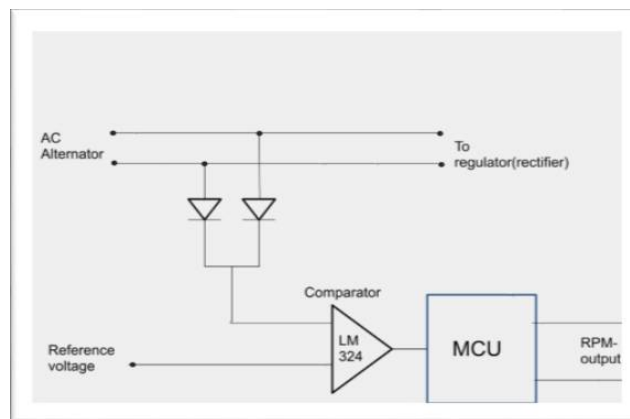 AC
Alternator
To
regulator(rectifier)
Comparator
LM
324
MCU
RPM-
output
Reference
voltage